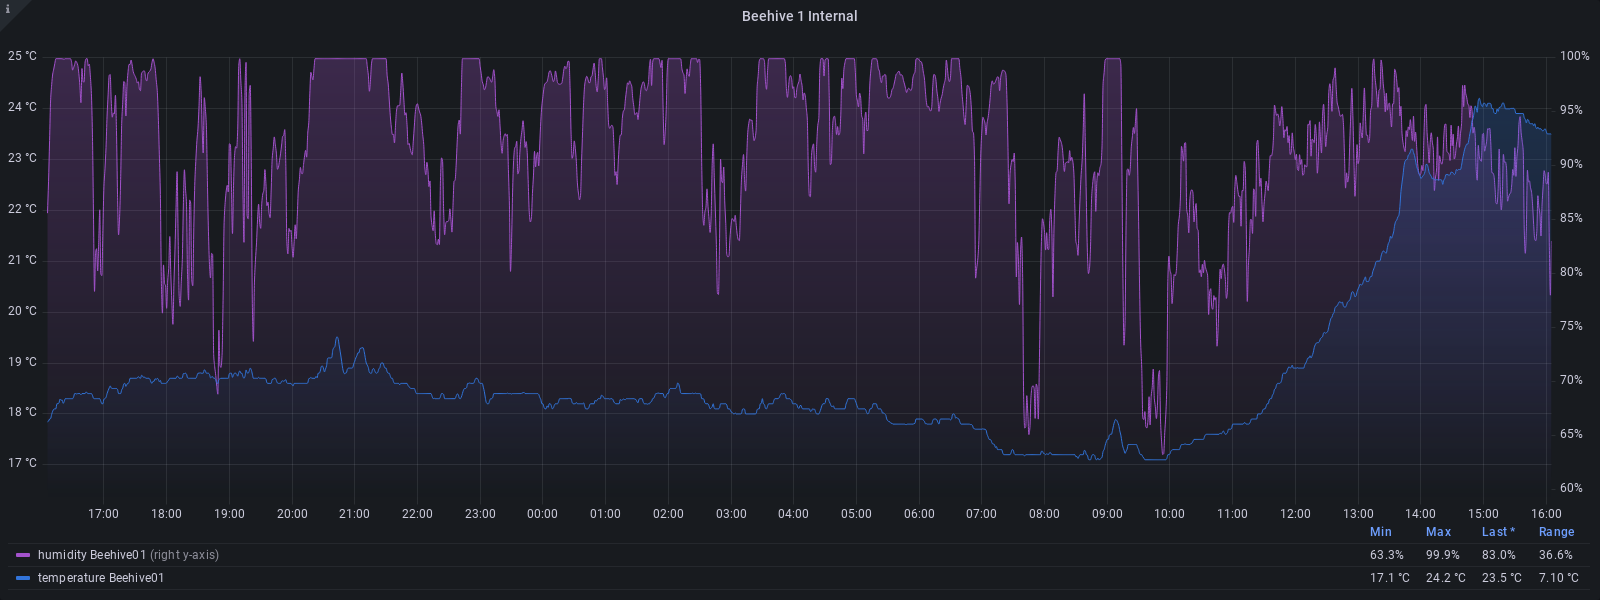 i
Beehive 1 Internal
25 °C 100%
24 °C 95%
23 °C 90%
22 °C 85%
21 °C 80%
20 °C 75%
19 °C 70%
18 °C 65%
17 °C 60%
17:00 18:00 19:00 20:00 21:00 22:00 23:00 00:00 01:00 02:00 03:00 04:00 05:00 06:00 07:00 08:00 09:00 10:00 11:00 12:00 13:00 14:00 15:00 16:00
Min Max Last * Range
humidity Beehive01 (right y-axis) 63.3% 99.9% 83.0% 36.6%
temperature Beehive01 17.1 °C 24.2 °C 23.5 °C 7.10 °C